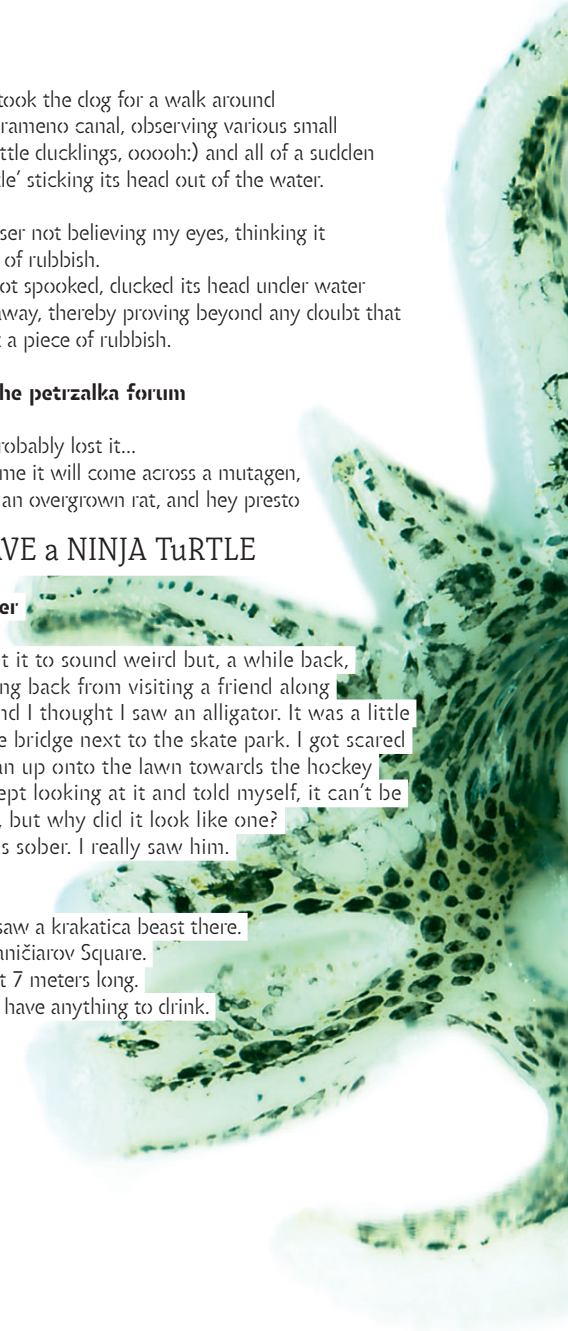 took the dog for a walk around
rameno canal, observing various small
ttle ducklings, ooooh:) and all of a sudden
tle’ sticking its head out of the water.
ser not believing my eyes, thinking it
of rubbish.
ot spooked, ducked its head under water
away, thereby proving beyond any doubt that
a piece of rubbish.
he petrzalka forum
robably lost it...
me it will come across a mutagen,
an overgrown rat, and hey presto
AVE a NINJA TuRTLE
er
t it to sound weird but, a while back,
ng back from visiting a friend along
nd I thought I saw an alligator. It was a little
e bridge next to the skate park. I got scared
an up onto the lawn towards the hockey
ept looking at it and told myself, it can’t be
, but why did it look like one?
s sober. I really saw him.
saw a krakatica beast there.
aničiarov Square.
t 7 meters long.
have anything to drink.